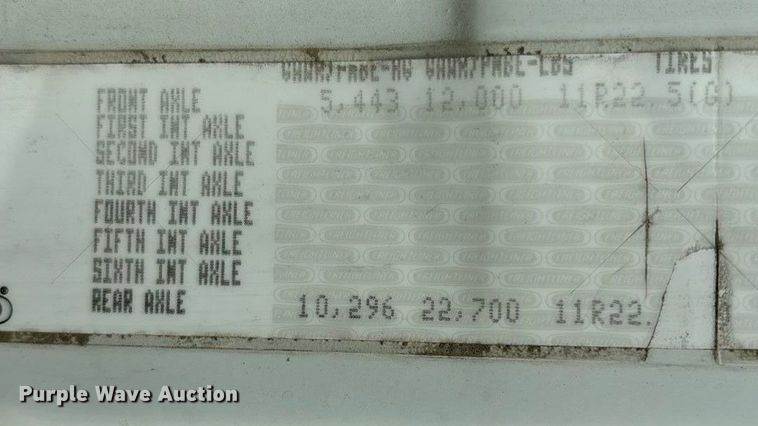 GAWR/PNBE-KG GAWR/PNBE-LBS TIRES
FRONT AXLE 5,443 12,000 11R22.5(G)
FIRST INT AXLE
SECOND INT AXLE
THIRD INT AXLE
FOURTH INT AXLE
FIFTH INT AXLE
SIXTH INT AXLE
REAR AXLE 10,296 22,700 11R22.
Purple Wave Auction